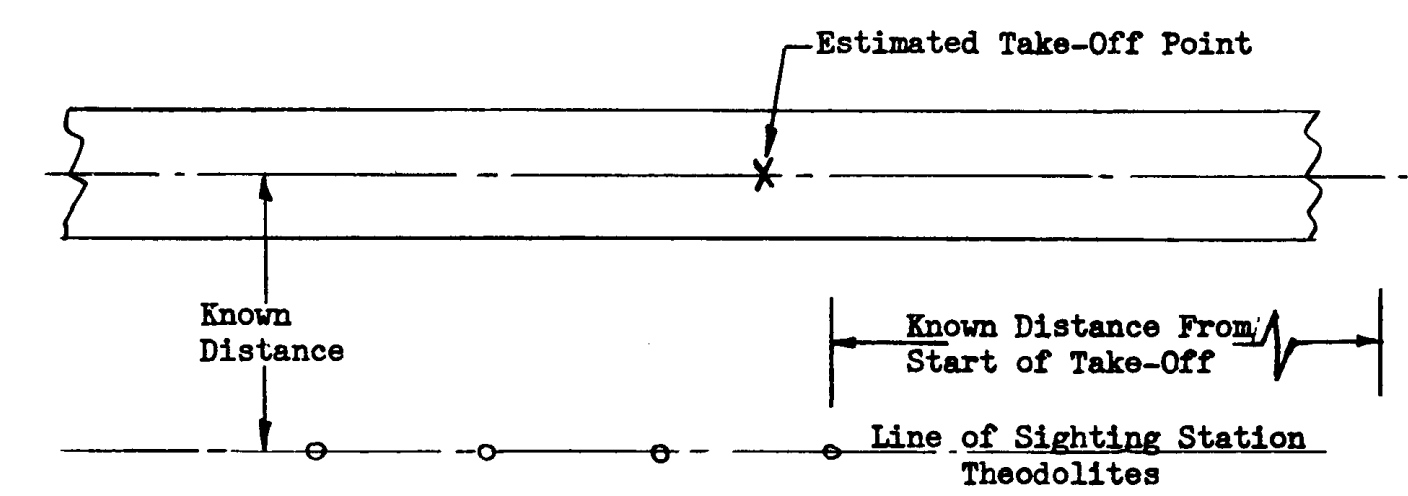 Estimated Take-Off Point
Known
Distance
Known Distance From
Start of Take-Off
Line of Sighting Station
Theodolites